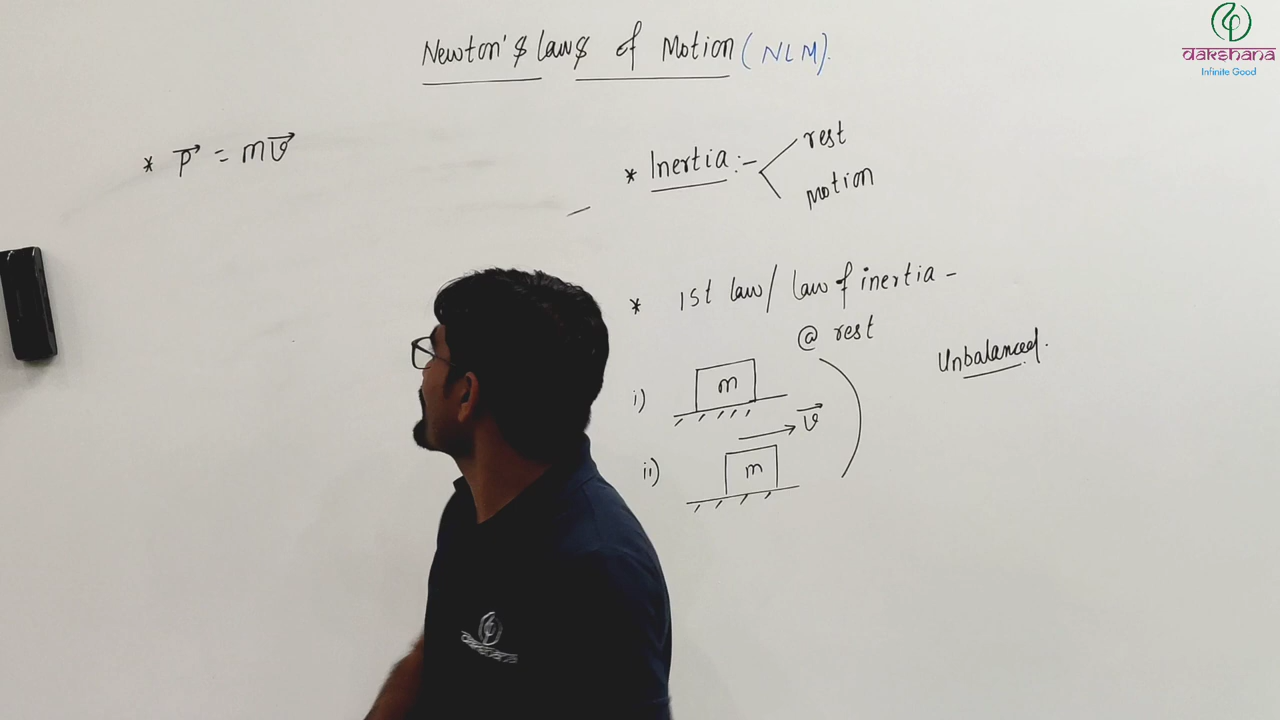 Newton's Laws of Motion (NLM).
dakshana
Infinite Good
* p⃗ = mv⃗
* Inertia :-
rest
motion
* 1st law / law of inertia -
@ rest
Unbalanced.
i) m
v⃗
ii) m